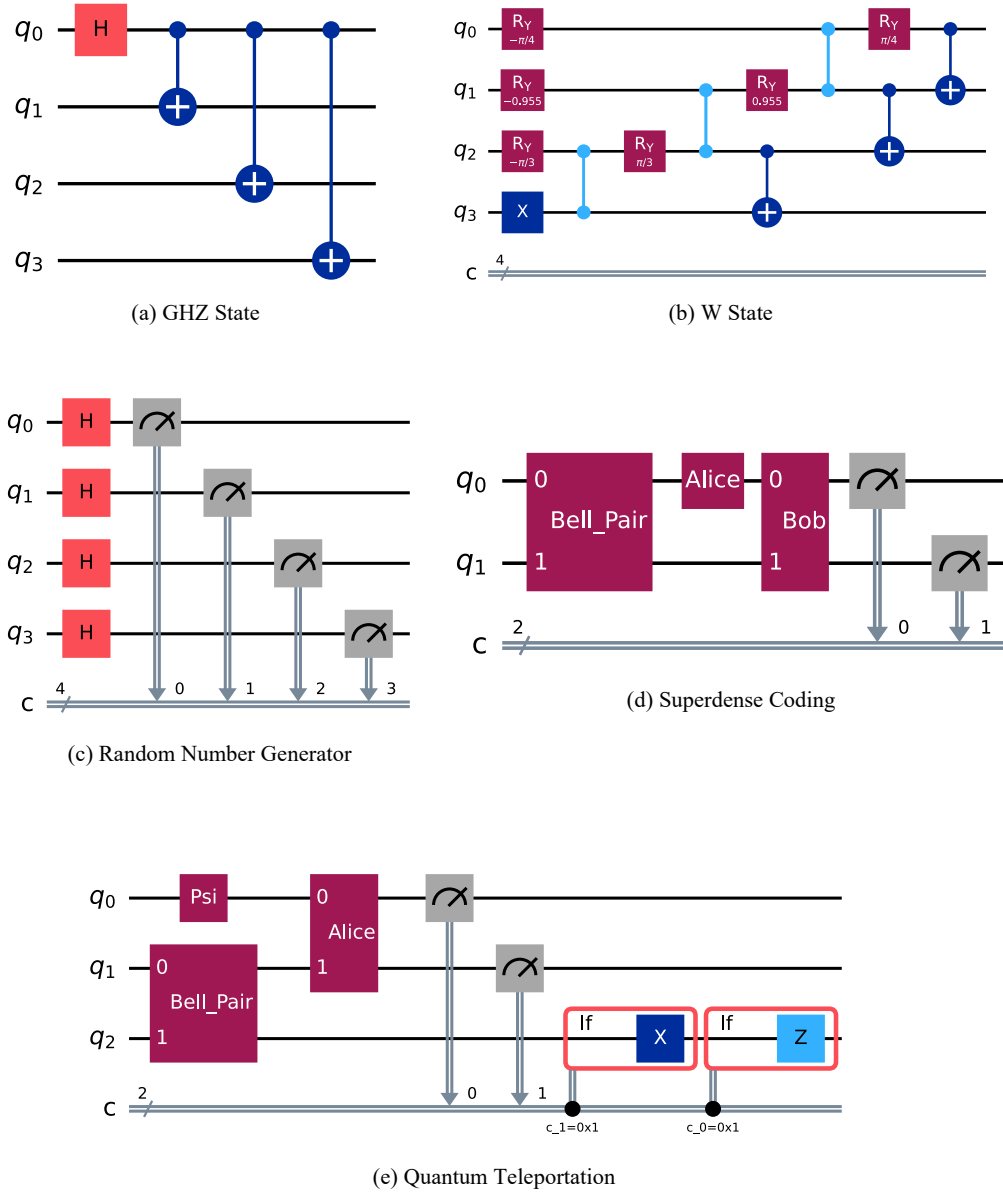 q0 H
q1
q2
q3
(a) GHZ State
q0 RY −π/4 RY π/4
q1 RY −0.955 RY 0.955
q2 RY −π/3 RY π/3
q3 X
c 4
(b) W State
q0 H
q1 H
q2 H
q3 H
c 4 0 1 2 3
(c) Random Number Generator
q0 0 Alice 0
Bell_Pair Bob
q1 1 1
c 2 0 1
(d) Superdense Coding
q0 Psi 0
Alice
q1 0 1
Bell_Pair
q2 1 If X If Z
c 2 0 1
c_1=0x1 c_0=0x1
(e) Quantum Teleportation